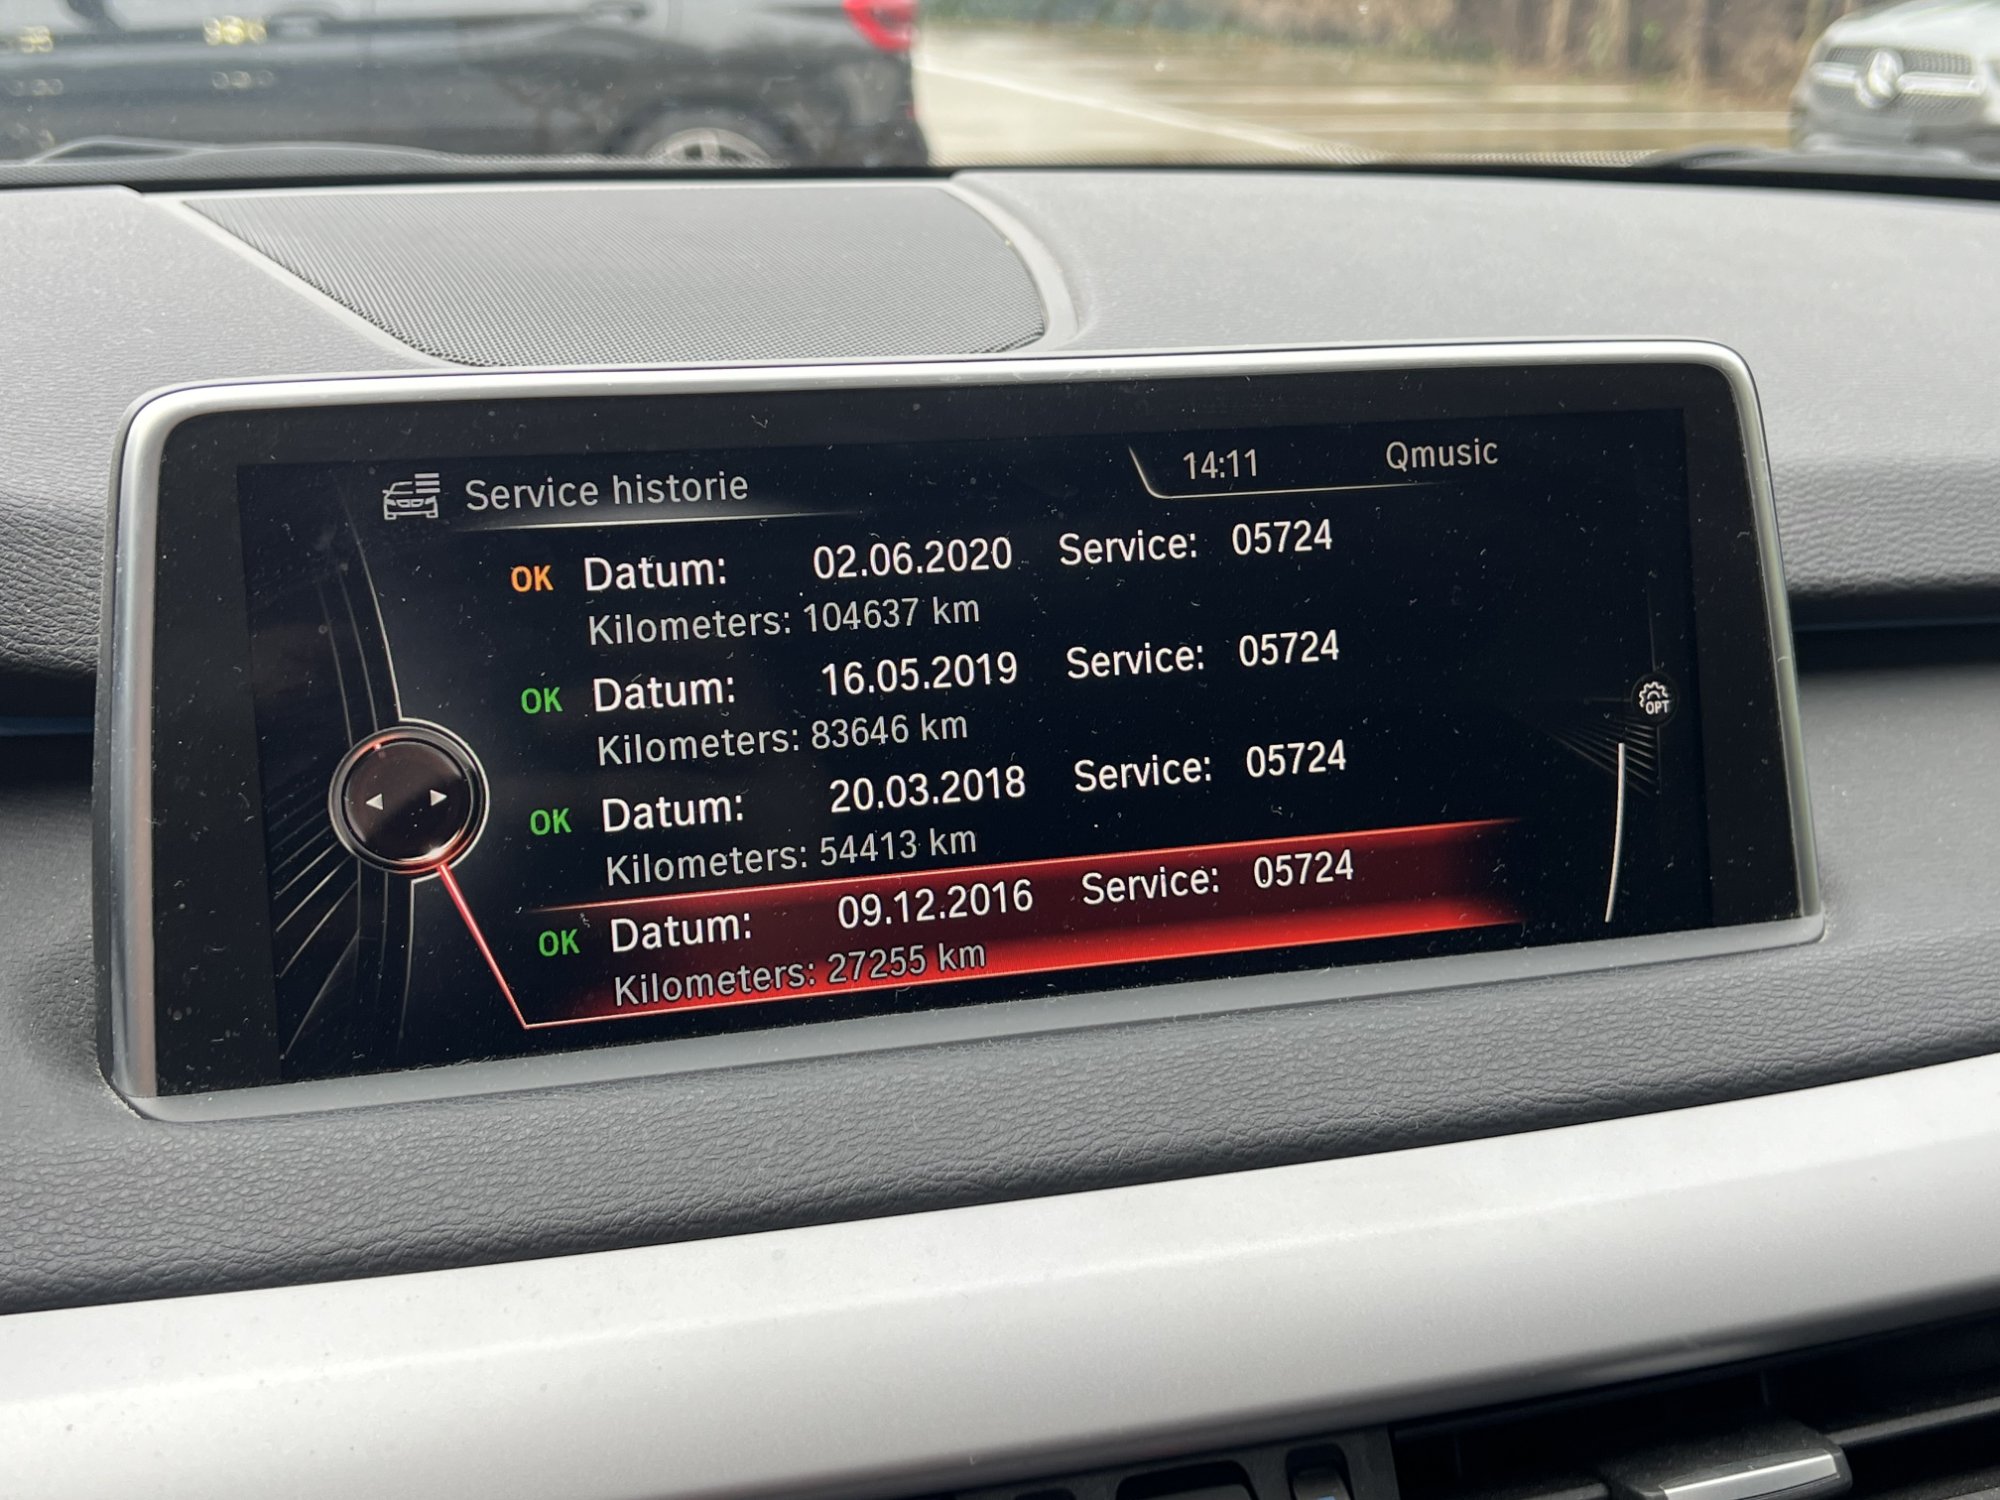 Service historie
14:11 Qmusic
OK Datum: 02.06.2020 Service: 05724
Kilometers: 104637 km
OK Datum: 16.05.2019 Service: 05724
Kilometers: 83646 km
OK Datum: 20.03.2018 Service: 05724
Kilometers: 54413 km
OK Datum: 09.12.2016 Service: 05724
Kilometers: 27255 km
OPT